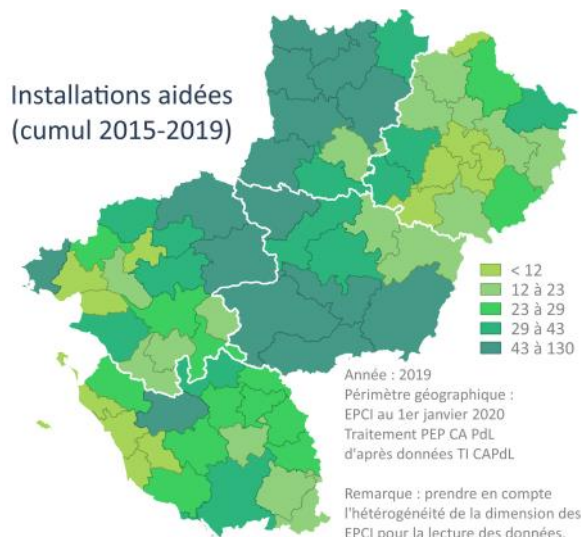 Installations aidées
(cumul 2015-2019)
< 12
12 à 23
23 à 29
29 à 43
43 à 130
Année : 2019
Périmètre géographique :
EPCI au 1er janvier 2020
Traitement PEP CA PdL
d'après données TI CAPdL
Remarque : prendre en compte
l'hétérogénéité de la dimension des
EPCI pour la lecture des données.